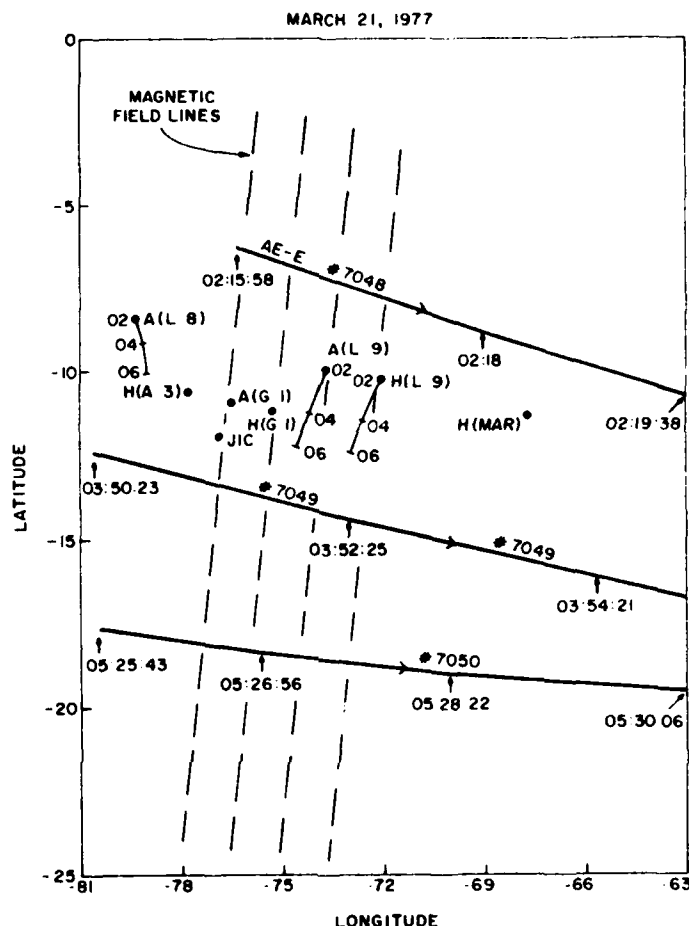 MARCH 21, 1977
0
MAGNETIC
FIELD LINES
-5
AE-E
* 7048
02:15:58
02 A(L 8)
04
06
A(L 9)
02
02 H(L 9)
02:18
-10
H(A 3)
A(G 1)
H(G 1)
JIC
04
04
06
06
H(MAR)
02:19:38
LATITUDE
03:50:23
* 7049
03:52:25
* 7049
-15
03:54:21
05:25:43
05:26:56
* 7050
05:28 22
05:30 06
-20
-25
-81
-78
-75
-72
-69
-66
-63
LONGITUDE